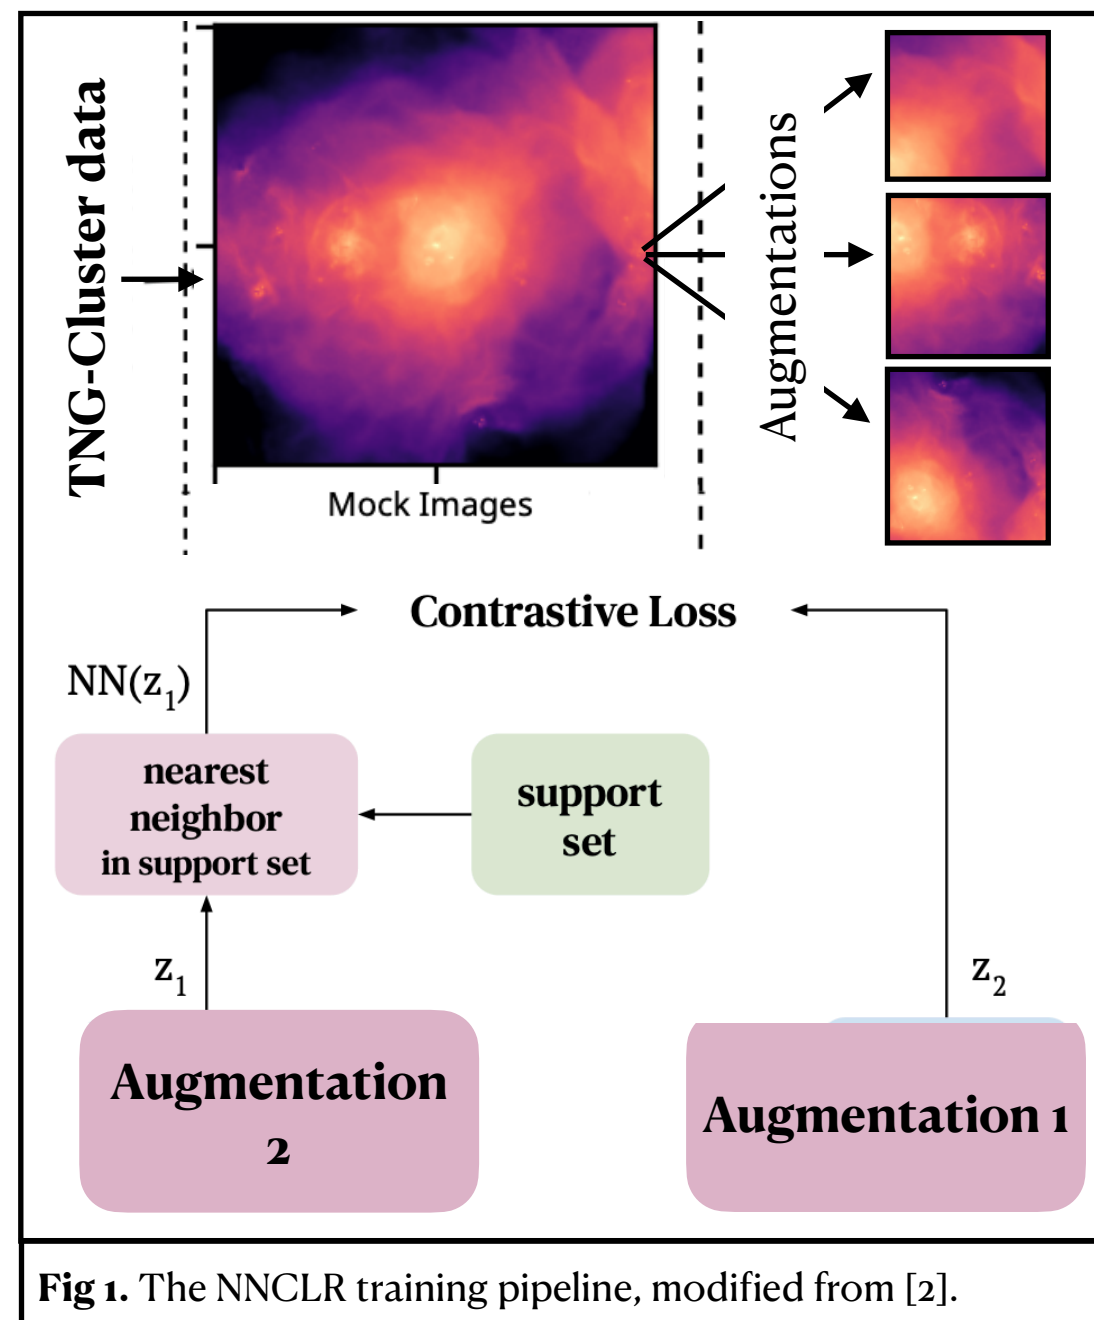 TNG-Cluster data
Mock Images
Augmentations
Contrastive Loss
NN(z₁)
nearest
neighbor
in support set
support
set
z₁
z₂
Augmentation
2
Augmentation 1
Fig 1. The NNCLR training pipeline, modified from [2].